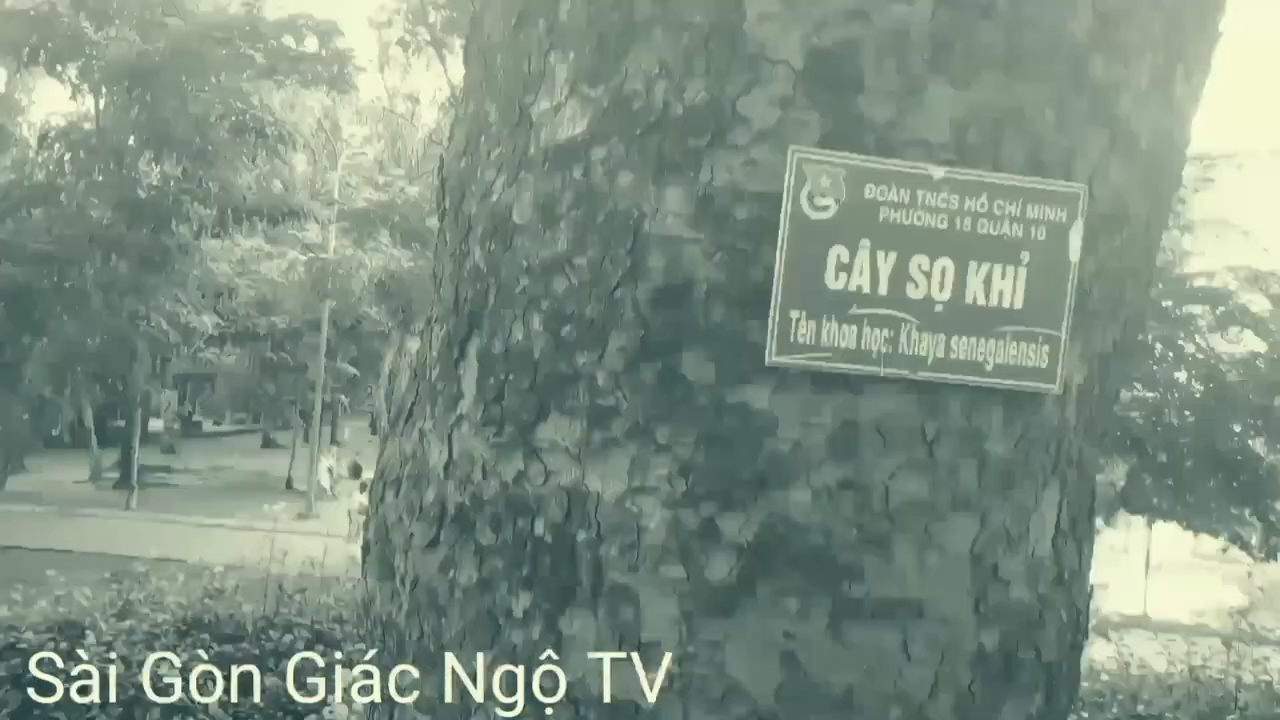 ĐOÀN TNCS HỒ CHÍ MINH
PHƯỜNG 15 QUẬN 10
CÂY SỌ KHỈ
Tên khoa học: Khaya senegalensis
Sài Gòn Giác Ngộ TV